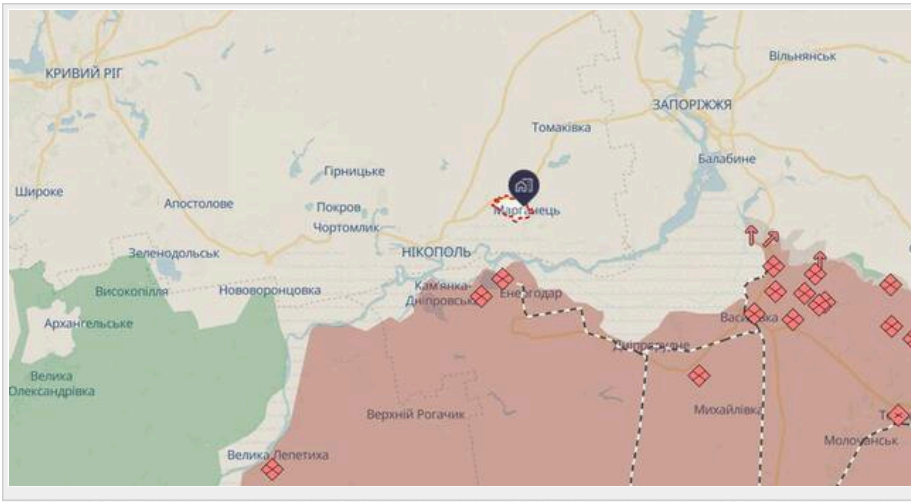 Вільнянськ
КРИВИЙ РІГ
ЗАПОРІЖЖЯ
Томаківка
Балабине
Гірницьке
Широке
Апостолове
Покров
Марганець
Чортомлик
Зеленодольськ
НІКОПОЛЬ
Високопілля
Нововоронцовка
Кам'янка-
Дніпровська
Енергодар
Архангельське
Василівка
Дніпрорудне
Велика
Олександрівка
Верхній Рогачик
Михайлівка
Молочанськ
Велика Лепетиха